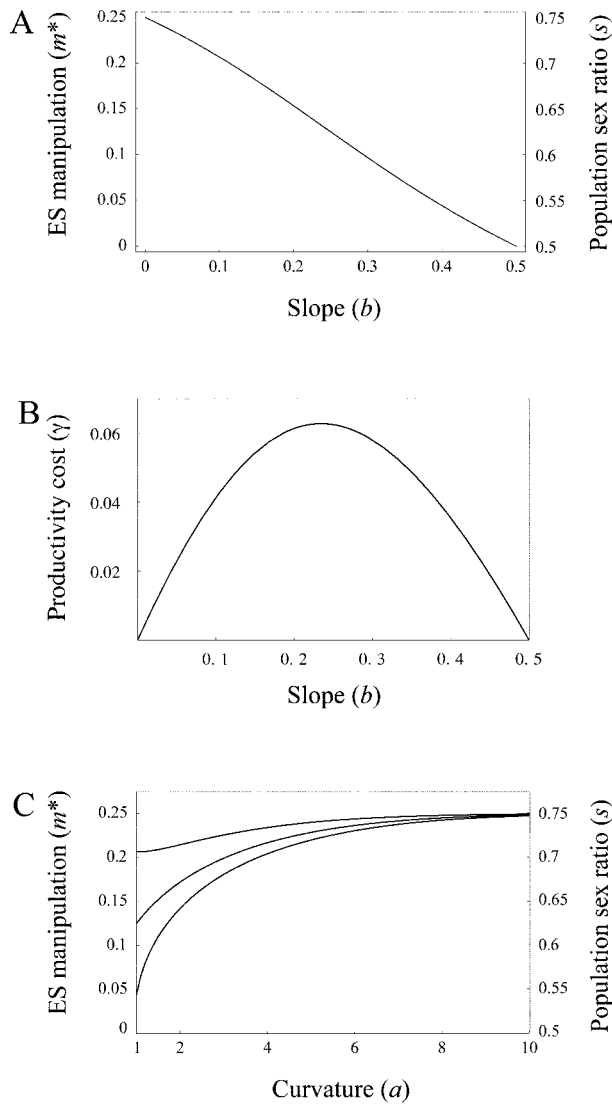 A
ES manipulation (m*)
0.25
0.2
0.15
0.1
0.05
0
0.75
0.7
0.65
0.6
0.55
0.5
Population sex ratio (s)
0 0.1 0.2 0.3 0.4 0.5
Slope (b)
B
Productivity cost (γ)
0.06
0.04
0.02
0. 1 0. 2 0. 3 0. 4 0. 5
Slope (b)
C
ES manipulation (m*)
0.25
0.2
0.15
0.1
0.05
0
0.75
0.7
0.65
0.6
0.55
0.5
Population sex ratio (s)
1 2 4 6 8 10
Curvature (a)